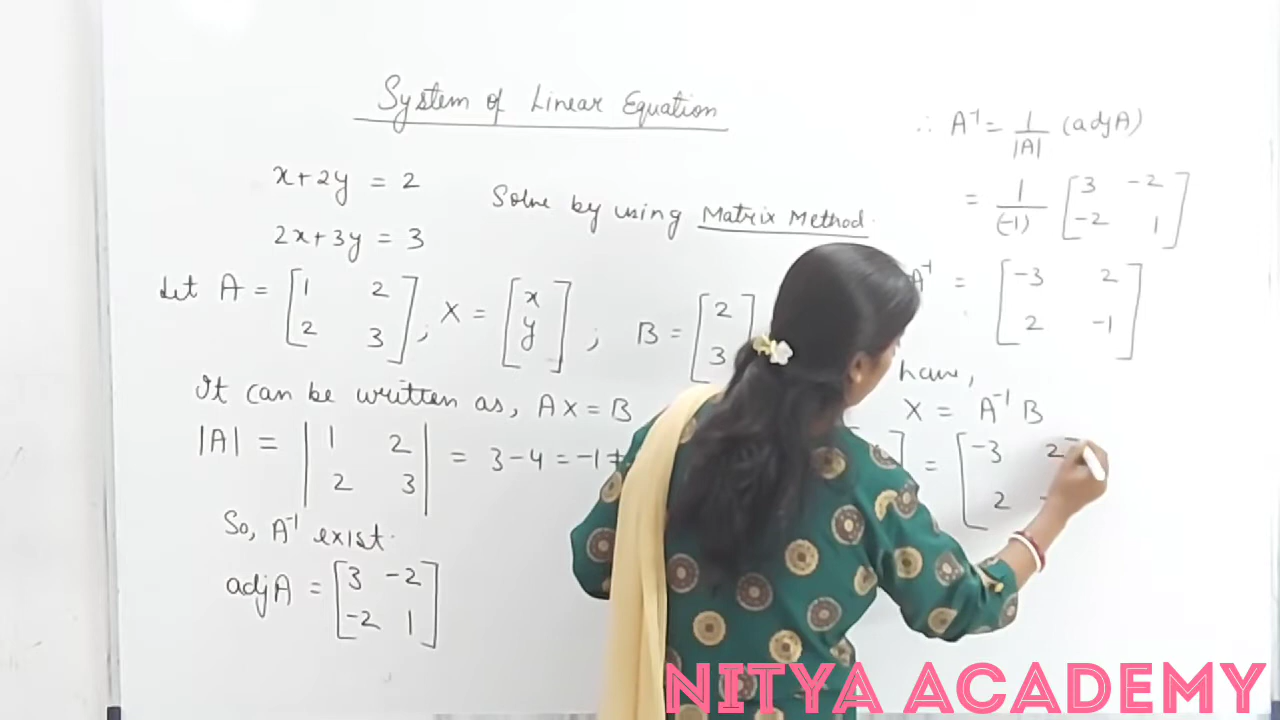 System of Linear Equation
x+2y = 2
2x+3y = 3
Solve by using Matrix Method.
Let A = [1 2; 2 3], X = [x; y] ; B = [2; 3]
It can be written as, AX = B
|A| = |1 2; 2 3| = 3-4 = -1 ≠
So, A⁻¹ exist.
adjA = [3 -2; -2 1]
∴ A⁻¹ = 1/|A| (adjA)
= 1/(-1) [3 -2; -2 1]
A⁻¹ = [-3 2; 2 -1]
have,
X = A⁻¹ B
= [-3 2; 2 -
NITYA ACADEMY